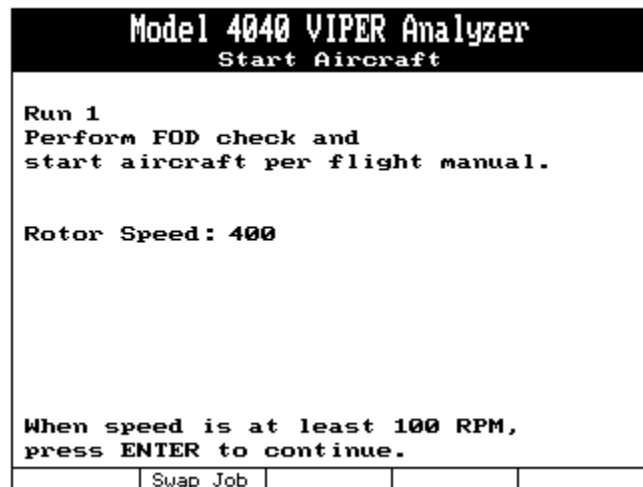 Model 4040 VIPER Analyzer
Start Aircraft
Run 1
Perform FOD check and
start aircraft per flight manual.
Rotor Speed: 400
When speed is at least 100 RPM,
press ENTER to continue.
Swap Job